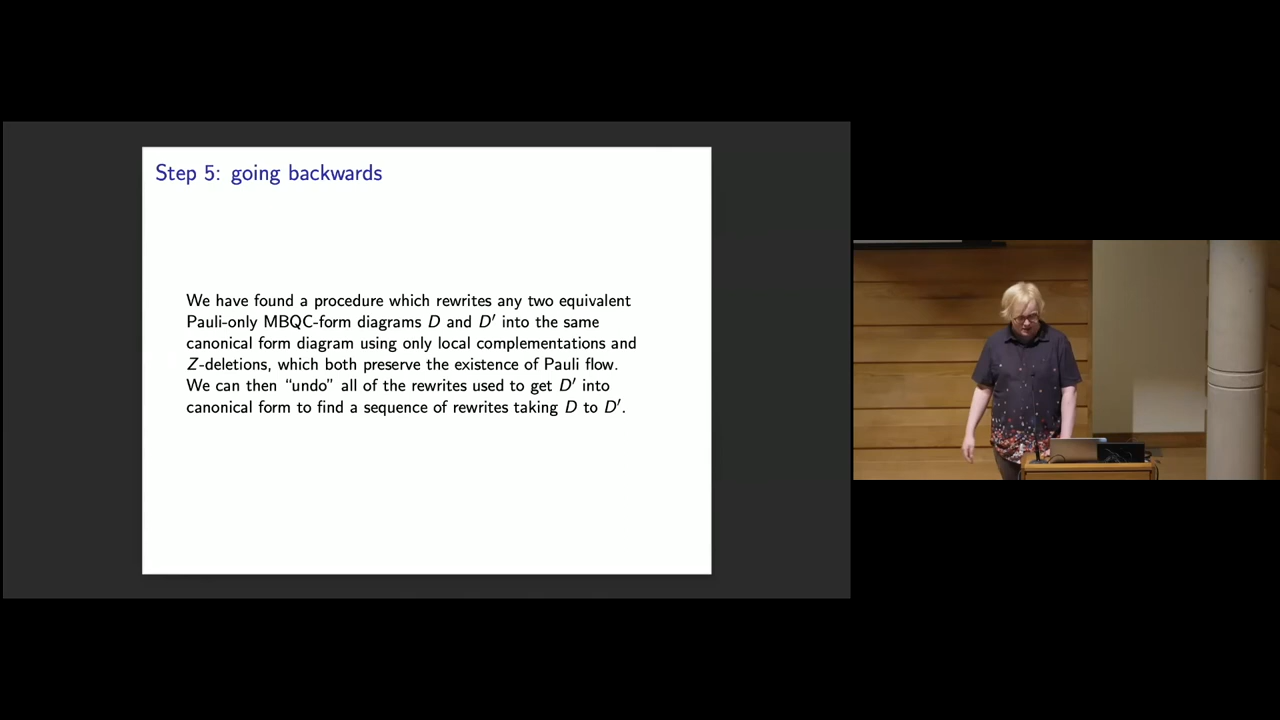 Step 5: going backwards
We have found a procedure which rewrites any two equivalent
Pauli-only MBQC-form diagrams D and D′ into the same
canonical form diagram using only local complementations and
Z-deletions, which both preserve the existence of Pauli flow.
We can then “undo” all of the rewrites used to get D′ into
canonical form to find a sequence of rewrites taking D to D′.